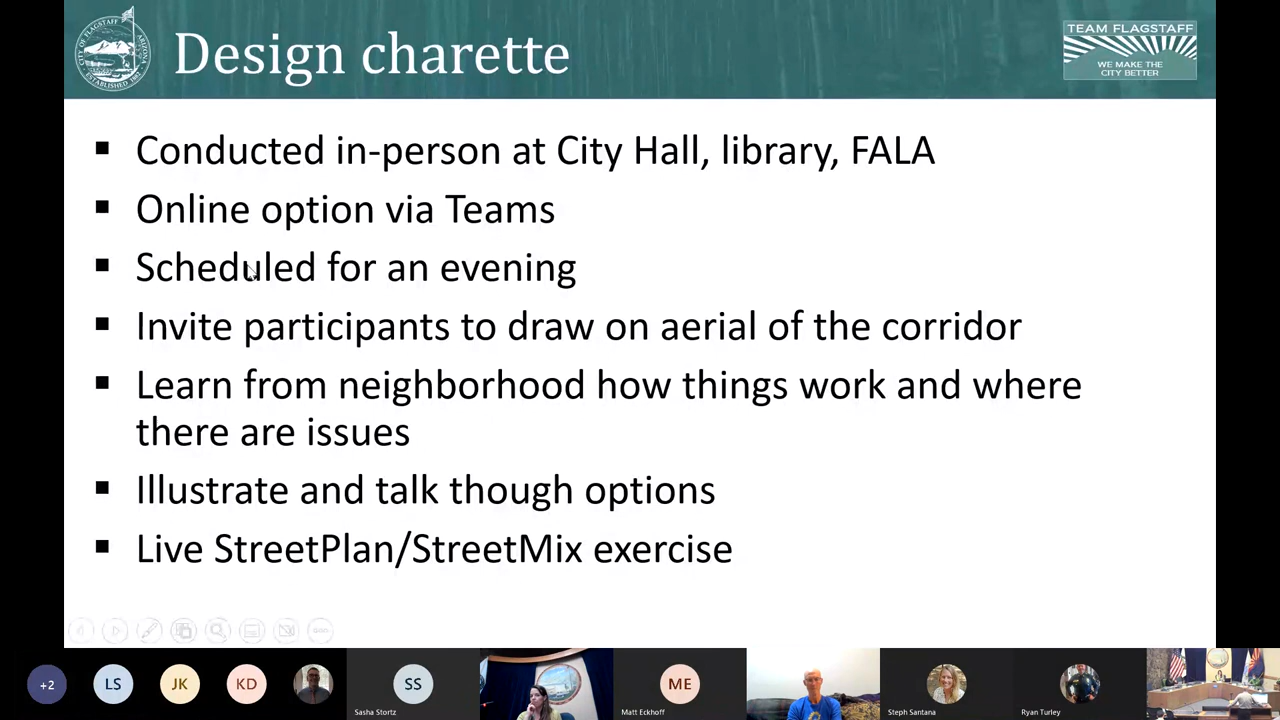 Design charette
TEAM FLAGSTAFF
WE MAKE THE
CITY BETTER
Conducted in-person at City Hall, library, FALA
Online option via Teams
Scheduled for an evening
Invite participants to draw on aerial of the corridor
Learn from neighborhood how things work and where
there are issues
Illustrate and talk though options
Live StreetPlan/StreetMix exercise
+2
LS
JK
KD
SS
Sasha Stortz
ME
Matt Eckhoff
Steph Santana
Ryan Turley